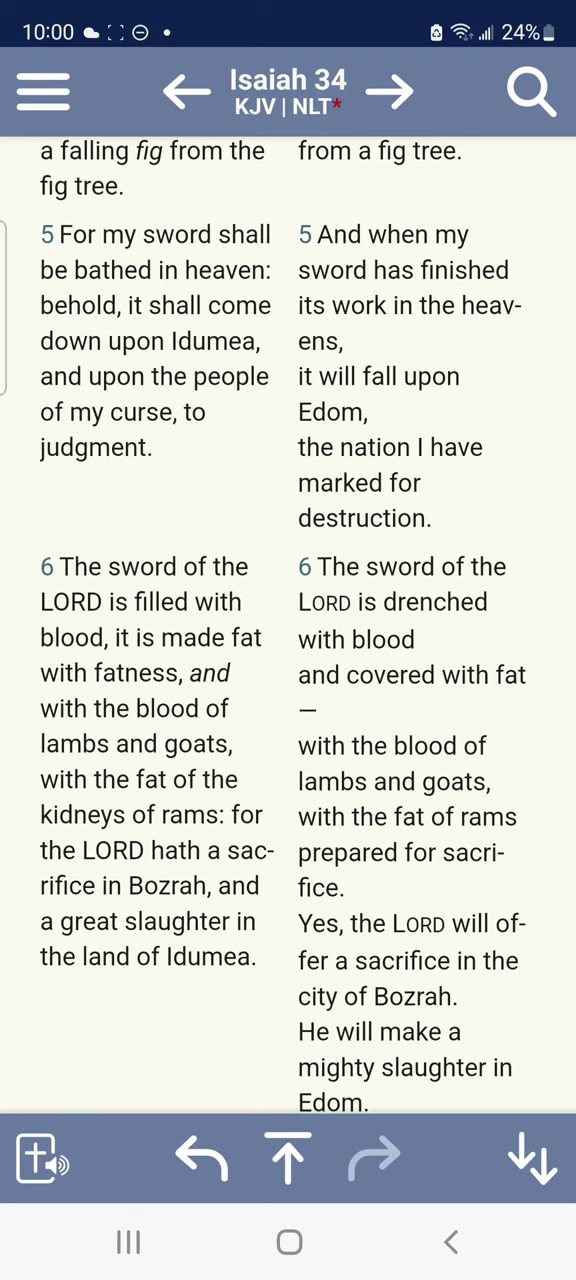 10:00
24%
Isaiah 34
KJV | NLT*
a falling fig from the
fig tree.
5 For my sword shall
be bathed in heaven:
behold, it shall come
down upon Idumea,
and upon the people
of my curse, to
judgment.
6 The sword of the
LORD is filled with
blood, it is made fat
with fatness, and
with the blood of
lambs and goats,
with the fat of the
kidneys of rams: for
the LORD hath a sac-
rifice in Bozrah, and
a great slaughter in
the land of Idumea.
from a fig tree.
5 And when my
sword has finished
its work in the heav-
ens,
it will fall upon
Edom,
the nation I have
marked for
destruction.
6 The sword of the
LORD is drenched
with blood
and covered with fat
—
with the blood of
lambs and goats,
with the fat of rams
prepared for sacri-
fice.
Yes, the LORD will of-
fer a sacrifice in the
city of Bozrah.
He will make a
mighty slaughter in
Edom.